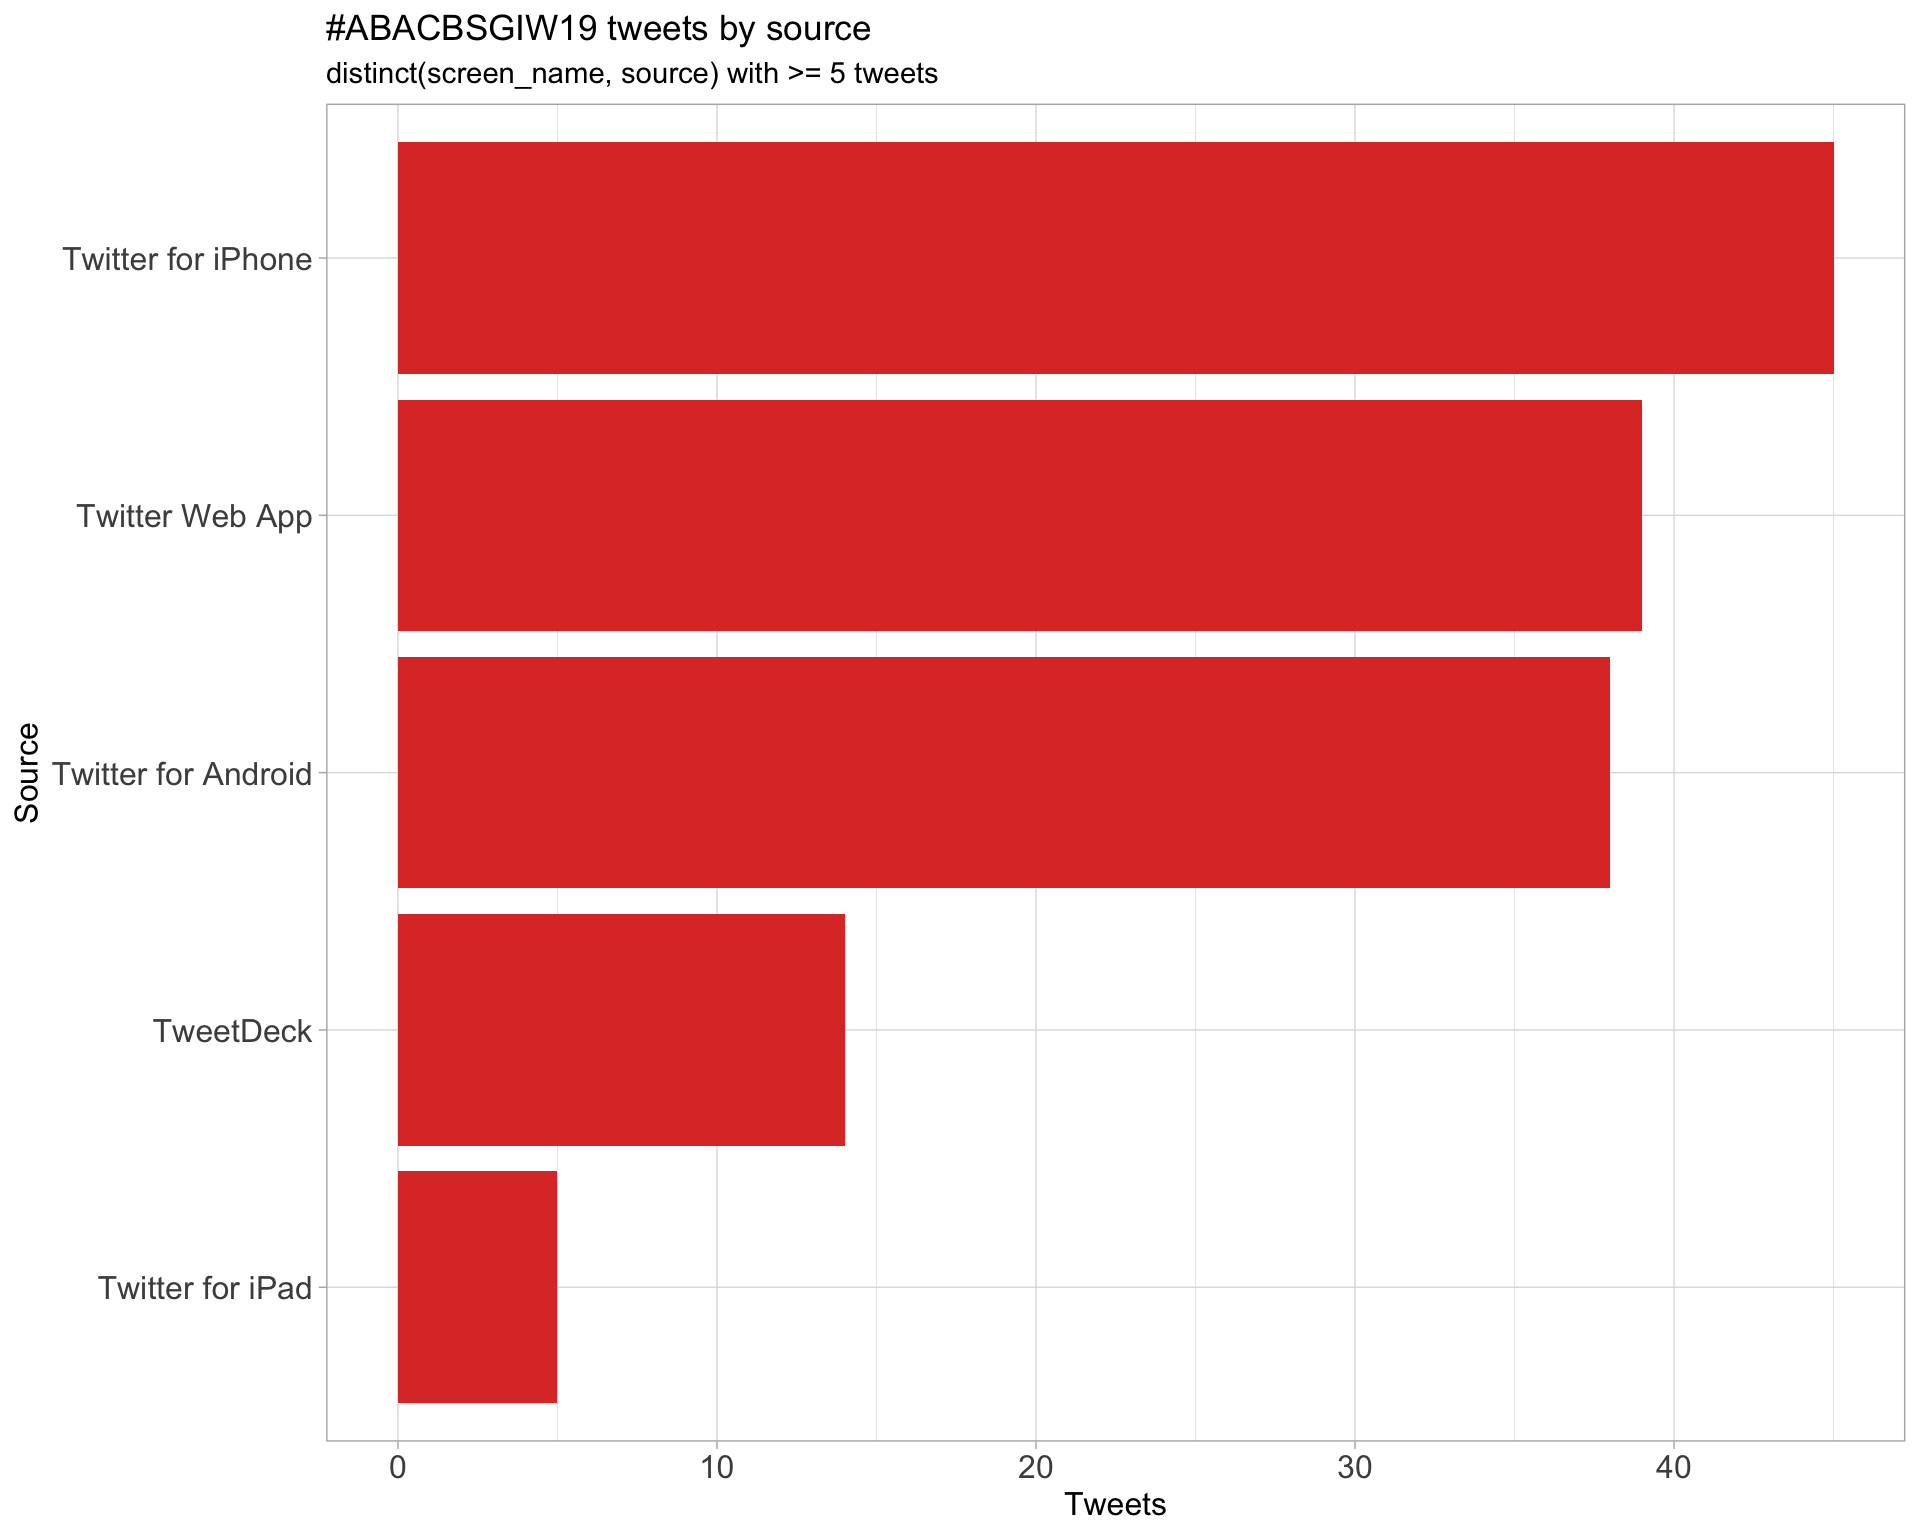 #ABACBSGIW19 tweets by source
distinct(screen_name, source) with >= 5 tweets
Source
Twitter for iPhone
Twitter Web App
Twitter for Android
TweetDeck
Twitter for iPad
0 10 20 30 40
Tweets